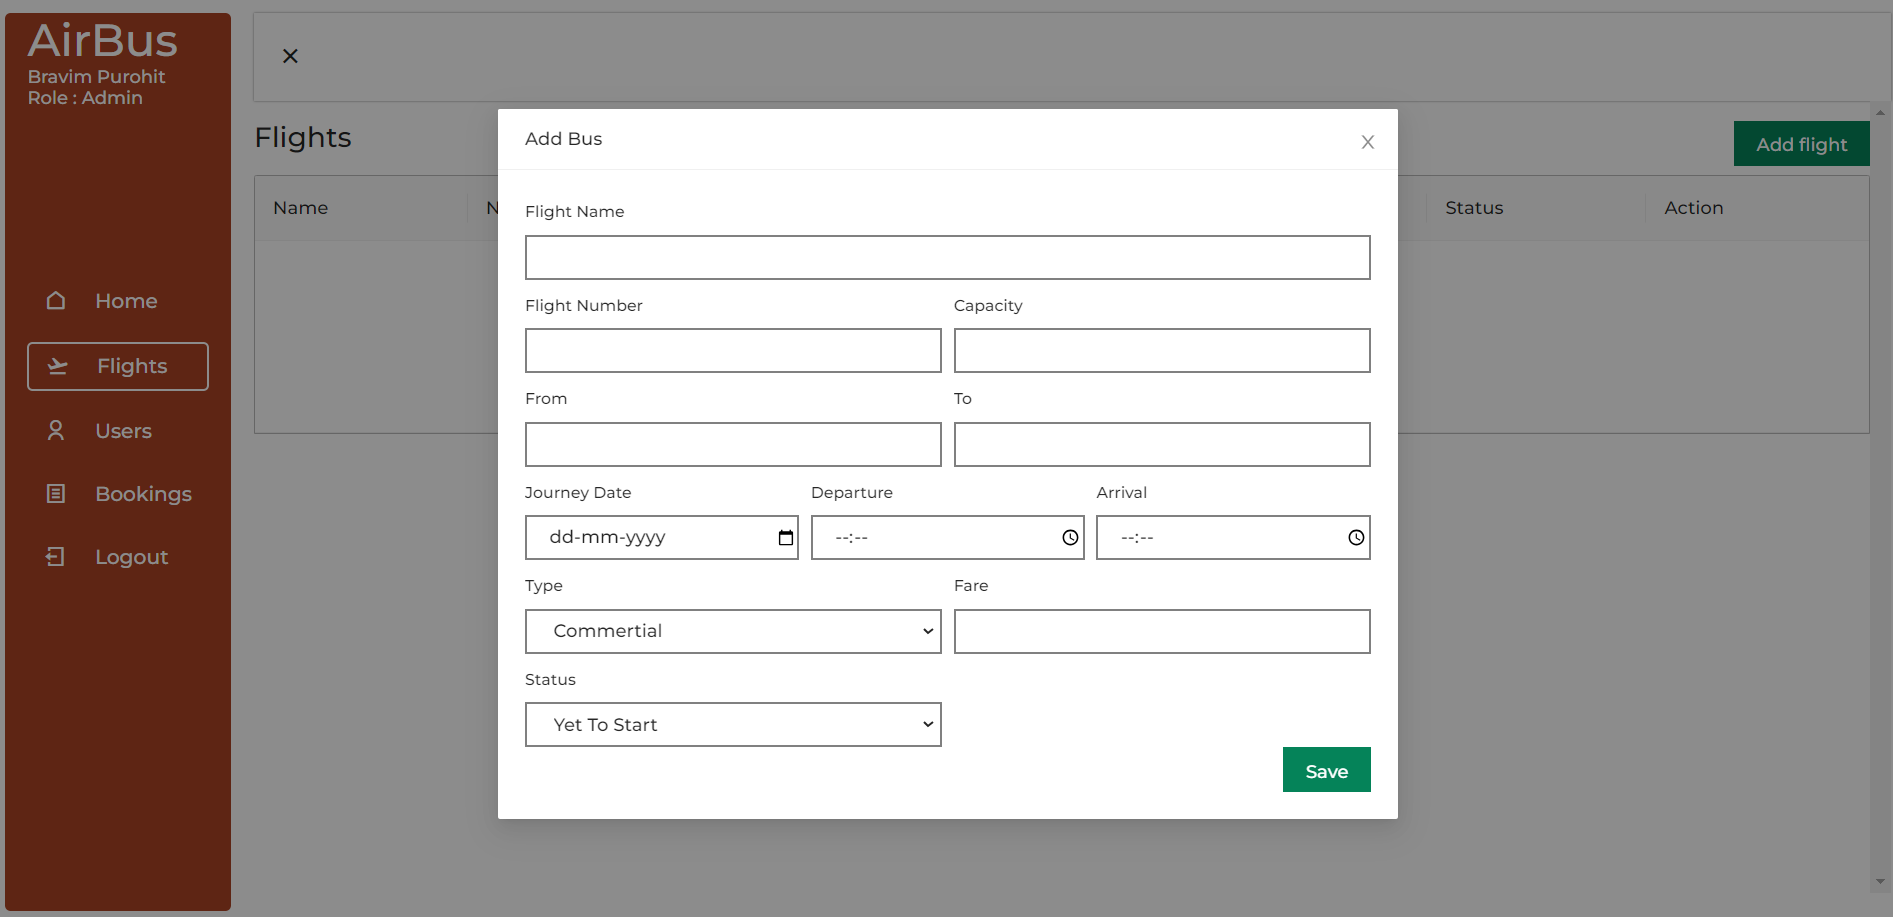 AirBus
Bravim Purohit
Role : Admin
Home
Flights
Users
Bookings
Logout
Flights
Add flight
Name
Status
Action
Add Bus
X
Flight Name
Flight Number
Capacity
From
To
Journey Date
Departure
Arrival
dd-mm-yyyy
--:--
--:--
Type
Fare
Commertial
Status
Yet To Start
Save